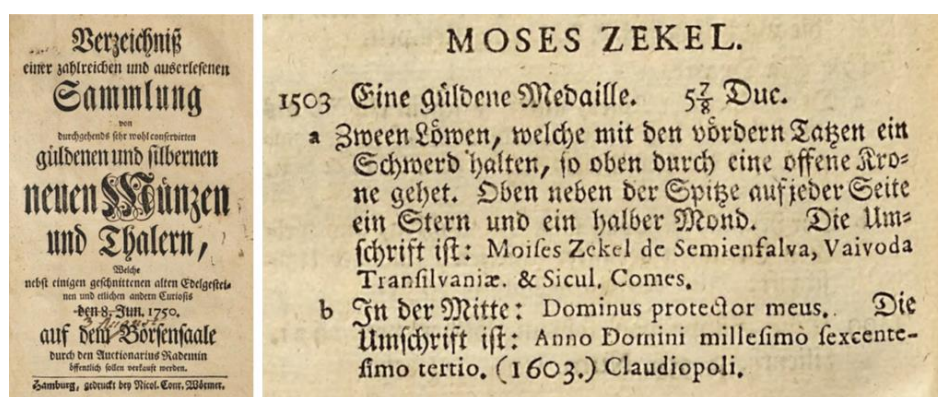 Verzeichniß
einer zahlreichen und auserlesenen
Sammlung
von
durchgehends sehr wohl conservirten
güldenen und silbernen
neuen Münzen
und Thalern,
Welche
nebst einigen geschnittenen alten Edelgestei-
nen und etlichen andern Curiosis
den 8. Jun. 1750.
auf dem Börsensaale
durch den Auctionarius Rademin
öffentlich sollen verkauft werden.
Hamburg, gedruckt bey Nicol. Conr. Wörmer.
MOSES ZEKEL.
1503 Eine güldene Medaille. 5⅞ Duc.
a Zween Löwen, welche mit den vördern Tatzen ein
Schwerd halten, so oben durch eine offene Kro-
ne gehet. Oben neben der Spitze auf jeder Seite
ein Stern und ein halber Mond. Die Um-
schrift ist: Moises Zekel de Semienfalva, Vaivoda
Transilvaniæ. & Sicul. Comes.
b In der Mitte: Dominus protector meus. Die
Umschrift ist: Anno Domini millesimo sexcente-
simo tertio. (1603.) Claudiopoli.